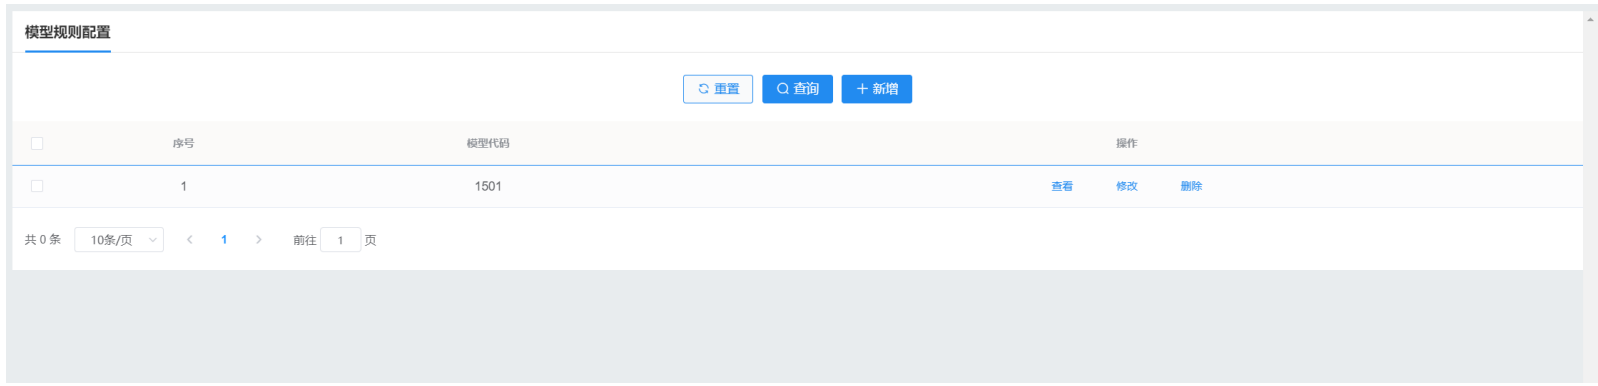 模型规则配置
重置 查询 新增
序号 模型代码 操作
1 1501 查看 修改 删除
共 0 条 10条/页 1 前往 1 页